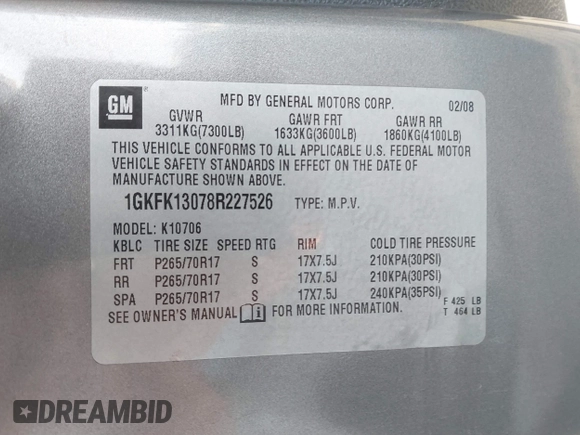 GM
MFD BY GENERAL MOTORS CORP. 02/08
GVWR GAWR FRT GAWR RR
3311KG(7300LB) 1633KG(3600LB) 1860KG(4100LB)
THIS VEHICLE CONFORMS TO ALL APPLICABLE U.S. FEDERAL MOTOR
VEHICLE SAFETY STANDARDS IN EFFECT ON THE DATE OF
MANUFACTURE SHOWN ABOVE.
1GKFK13078R227526 TYPE: M.P.V.
MODEL: K10706
KBLC TIRE SIZE SPEED RTG RIM COLD TIRE PRESSURE
FRT P265/70R17 S 17X7.5J 210KPA(30PSI)
RR P265/70R17 S 17X7.5J 210KPA(30PSI)
SPA P265/70R17 S 17X7.5J 240KPA(35PSI)
F 425 LB
SEE OWNER'S MANUAL i FOR MORE INFORMATION. T 464 LB
DREAMBID